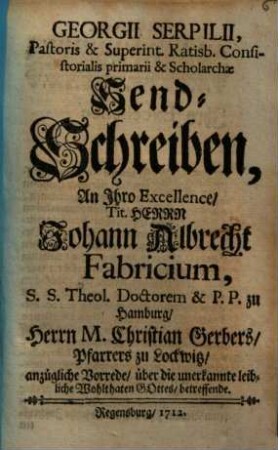 GEORGII SERPILII,
Pastoris & Superint. Ratisb. Consi-
storialis primarii & Scholarchæ
Send-
Schreiben,
An Ihro Excellence/
Tit. HERRN
Johann Albrecht
Fabricium,
S. S. Theol. Doctorem & P. P. zu
Hamburg/
Herrn M. Christian Gerbers/
Pfarrers zu Lockwitz/
anzügliche Vorrede/ über die unerkannte leib-
liche Wohlthaten GOttes/ betreffende.
Regensburg/ 1712.